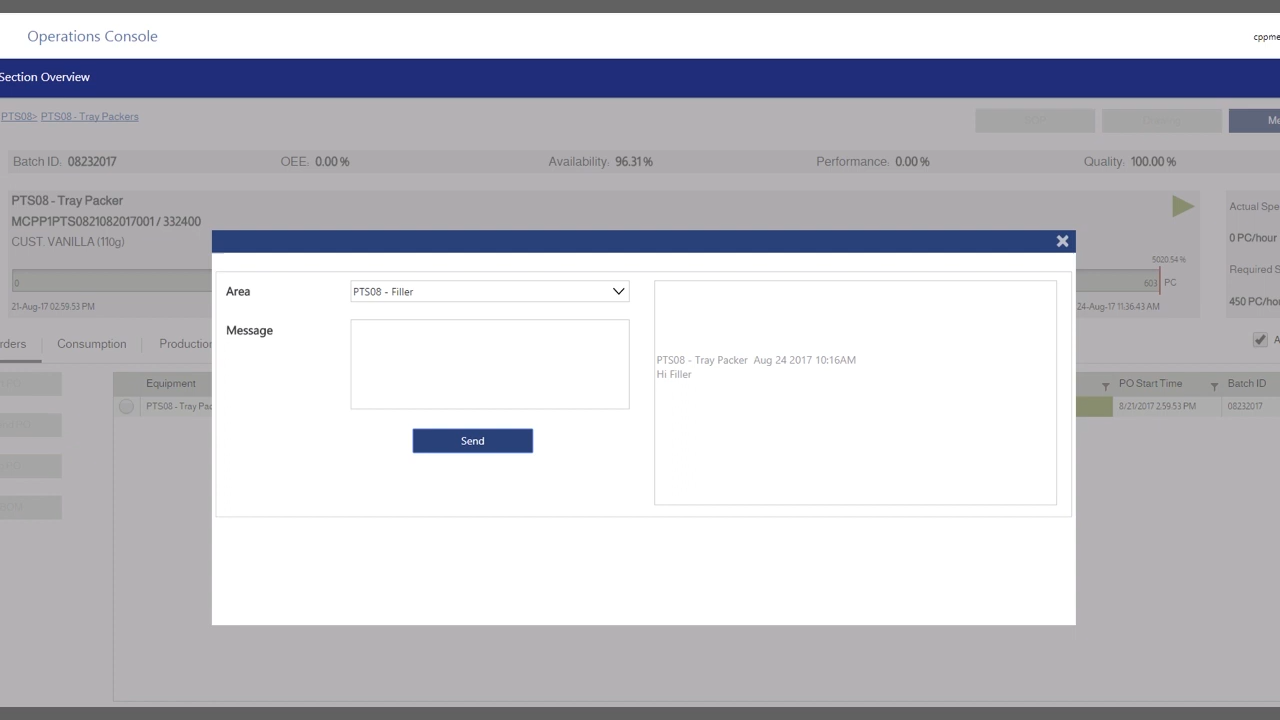 Operations Console
cppme
Section Overview
PTS08> PTS08 - Tray Packers
Me
Batch ID: 08232017 OEE: 0.00 % Availability: 96.31 % Performance: 0.00 % Quality: 100.00 %
PTS08 - Tray Packer
MCPP1PTS0821082017001 / 332400
CUST. VANILLA (110g)
0
21-Aug-17 02.59.53 PM
5020.54 %
603 PC
24-Aug-17 11.36.43 AM
Actual Spe
0 PC/hour
Required S
450 PC/hou
rders Consumption Production
A
Equipment
PO Start Time
Batch ID
PTS08 - Tray Pac
8/21/2017 2.59.53 PM
08232017
Area
PTS08 - Filler
Message
Send
PTS08 - Tray Packer Aug 24 2017 10:16AM
Hi Filler